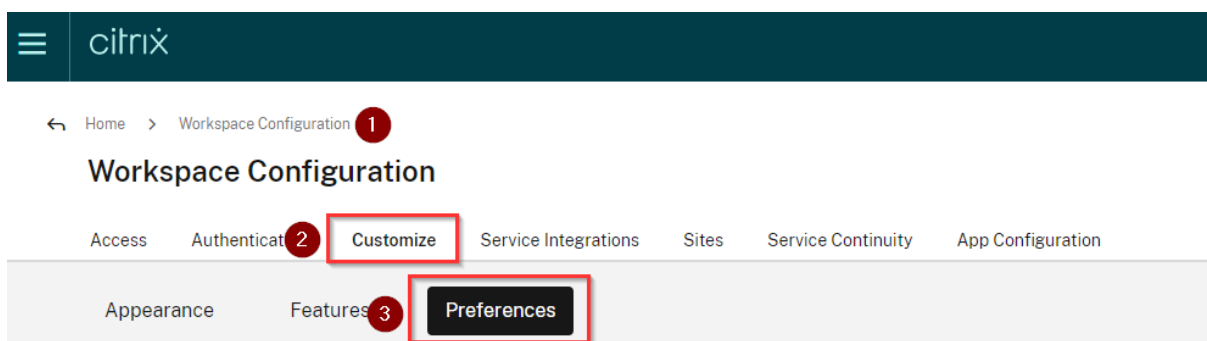 citrix
Home > Workspace Configuration 1
Workspace Configuration
Access 2 Customize Service Integrations Sites Service Continuity App Configuration
Appearance Features 3 Preferences